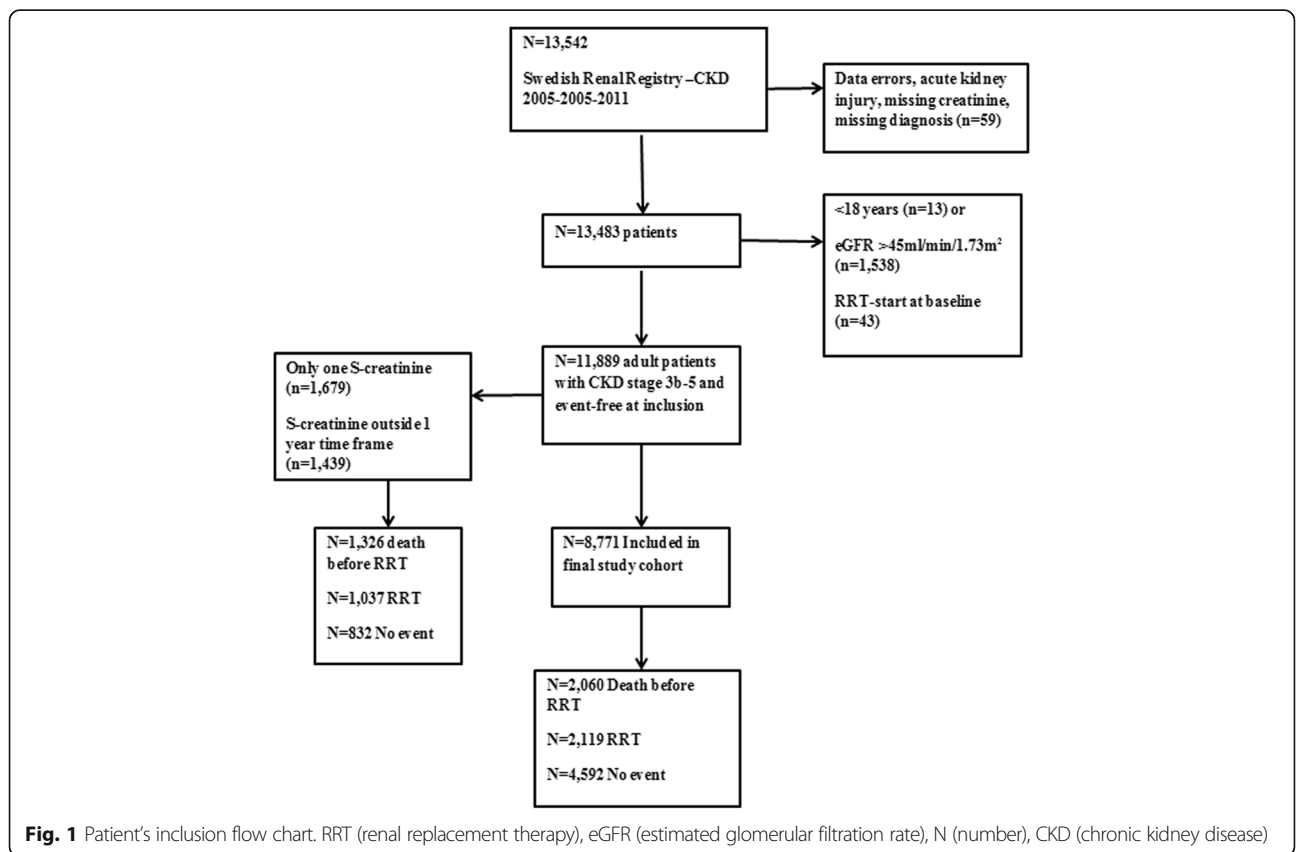 N=13,542
Swedish Renal Registry –CKD
2005-2005-2011
Data errors, acute kidney
injury, missing creatinine,
missing diagnosis (n=59)
N=13,483 patients
<18 years (n=13) or
eGFR >45ml/min/1.73m²
(n=1,538)
RRT-start at baseline
(n=43)
N=11,889 adult patients
with CKD stage 3b-5 and
event-free at inclusion
Only one S-creatinine
(n=1,679)
S-creatinine outside 1
year time frame
(n=1,439)
N=1,326 death
before RRT
N=1,037 RRT
N=832 No event
N=8,771 Included in
final study cohort
N=2,060 Death before
RRT
N=2,119 RRT
N=4,592 No event
Fig. 1 Patient's inclusion flow chart. RRT (renal replacement therapy), eGFR (estimated glomerular filtration rate), N (number), CKD (chronic kidney disease)